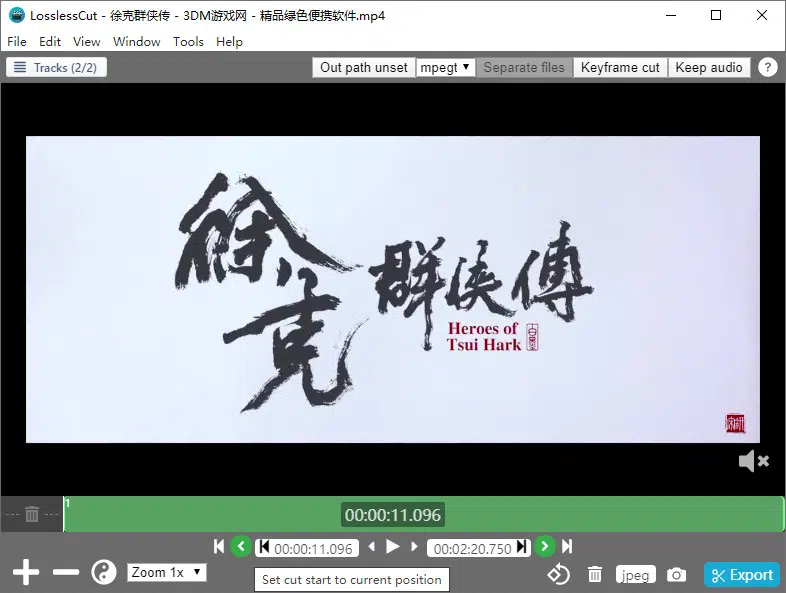 LosslessCut - 徐克群侠传 - 3DM游戏网 - 精品绿色便携软件.mp4
File Edit View Window Tools Help
Tracks (2/2) Out path unset mpegt Separate files Keyframe cut Keep audio ?
徐克
群俠傳
Heroes of
Tsui Hark
1
00:00:11.096
00:00:11.096 00:02:20.750
Zoom 1x Set cut start to current position jpeg Export